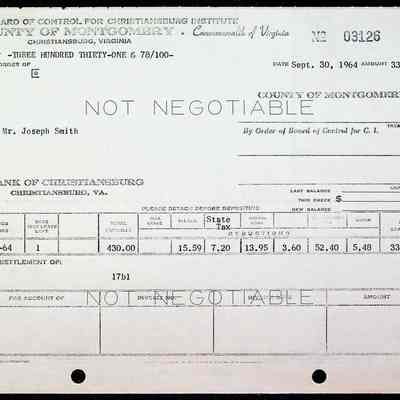 ARD OF CONTROL FOR CHRISTIANSBURG INSTITUTE
OUNTY OF MONTGOMERY . Commonwealth of Virginia No 03126
CHRISTIANSBURG, VIRGINIA
-THREE HUNDRED THIRTY-ONE & 78/100-
ORDER OF
DATE Sept. 30, 1964 AMOUNT 33
COUNTY OF MONTGOMERY
NOT NEGOTIABLE
Mr. Joseph Smith
By Order of Board of Control for C. I.
ANK OF CHRISTIANSBURG
CHRISTIANSBURG, VA.
LAST BALANCE
THIS CHECK $
NEW BALANCE
PLEASE DETACH BEFORE DEPOSITING
State
Tax
DEDUCTIONS
-64 1 430.00 15.59 7.20 13.95 3.60 52.40 5.48 33
SETTLEMENT OF:
17b1
NOT NEGOTIABLE
FOR ACCOUNT OF INVOICE NO. AMOUNT